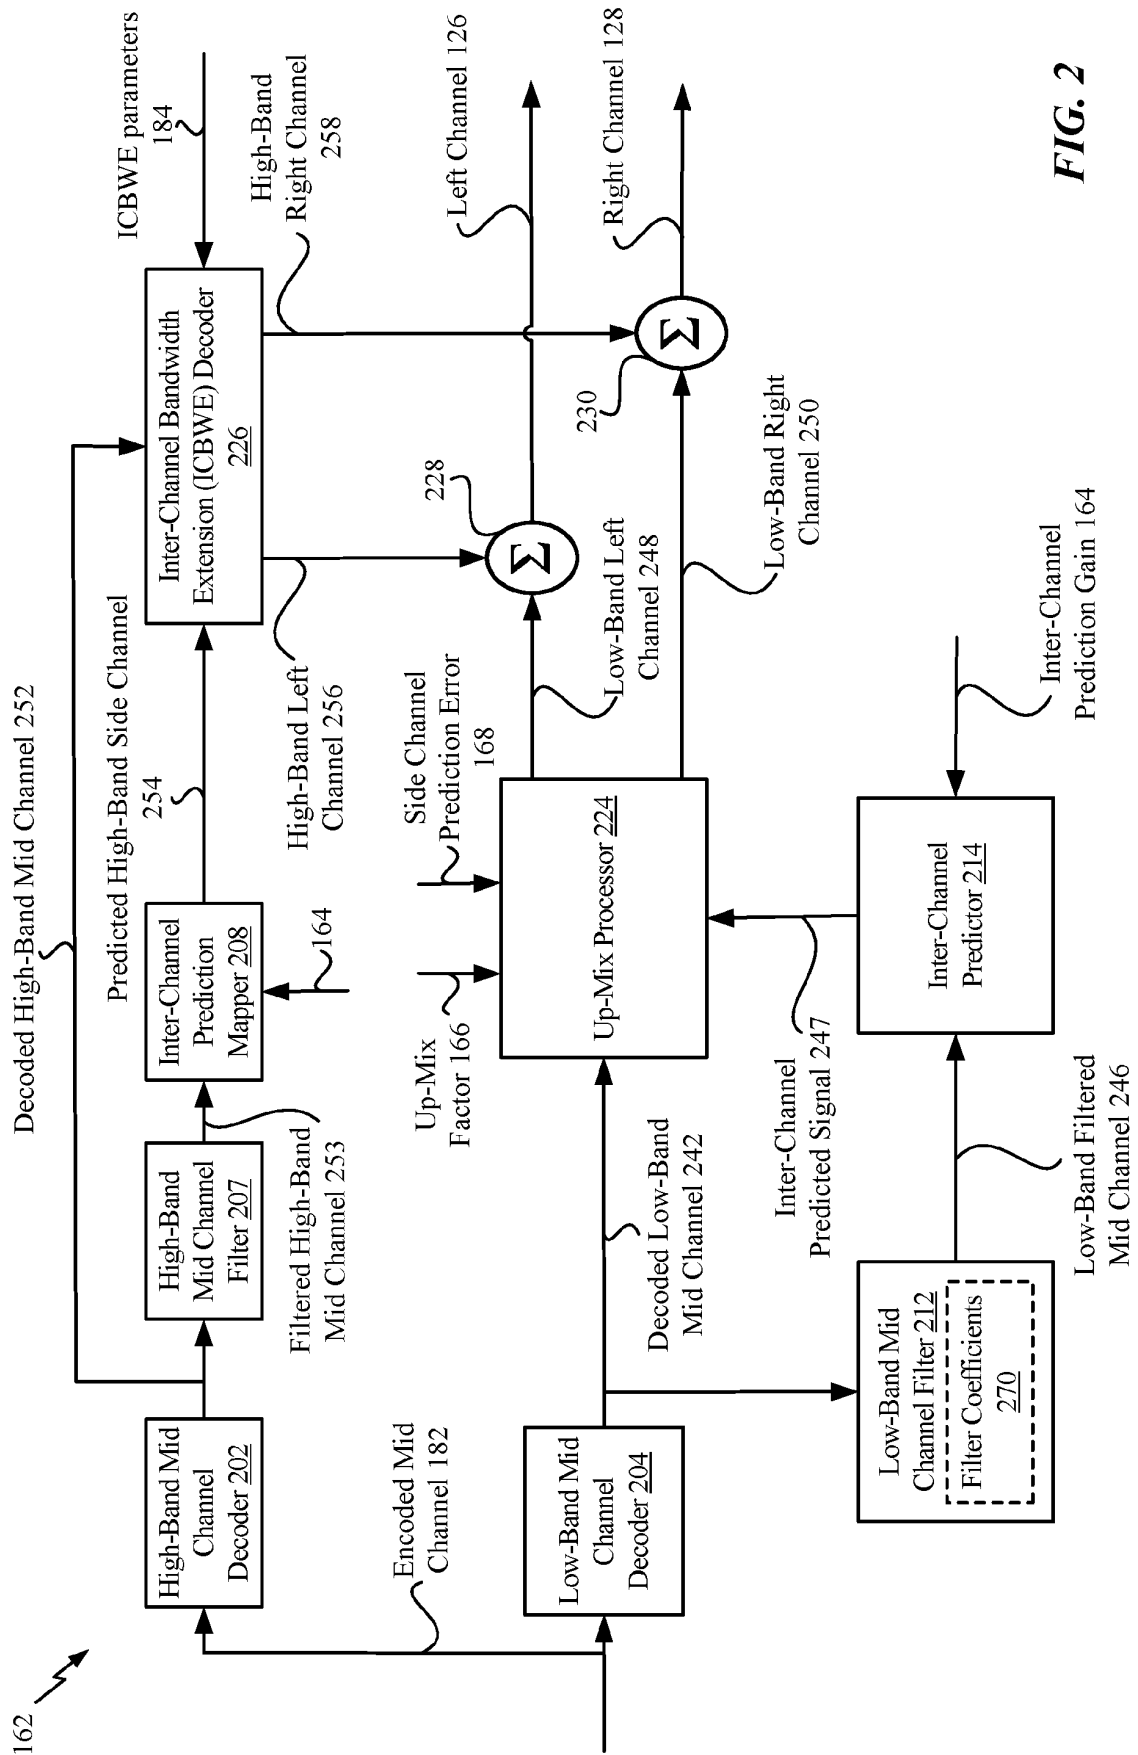 162
Decoded High-Band Mid Channel 252
High-Band Mid
Channel
Decoder 202
High-Band
Mid Channel
Filter 207
Filtered High-Band
Mid Channel 253
Inter-Channel
Prediction
Mapper 208
164
Predicted High-Band Side Channel
254
Inter-Channel Bandwidth
Extension (ICBWE) Decoder
226
ICBWE parameters
184
High-Band Left
Channel 256
High-Band
Right Channel
258
Encoded Mid
Channel 182
Up-Mix
Factor 166
Side Channel
Prediction Error
168
228
Σ
Left Channel 126
Low-Band Mid
Channel
Decoder 204
Decoded Low-Band
Mid Channel 242
Up-Mix Processor 224
Low-Band Left
Channel 248
230
Σ
Right Channel 128
Low-Band Right
Channel 250
Inter-Channel
Predicted Signal 247
Low-Band Mid
Channel Filter 212
Filter Coefficients
270
Low-Band Filtered
Mid Channel 246
Inter-Channel
Predictor 214
Inter-Channel
Prediction Gain 164
FIG. 2